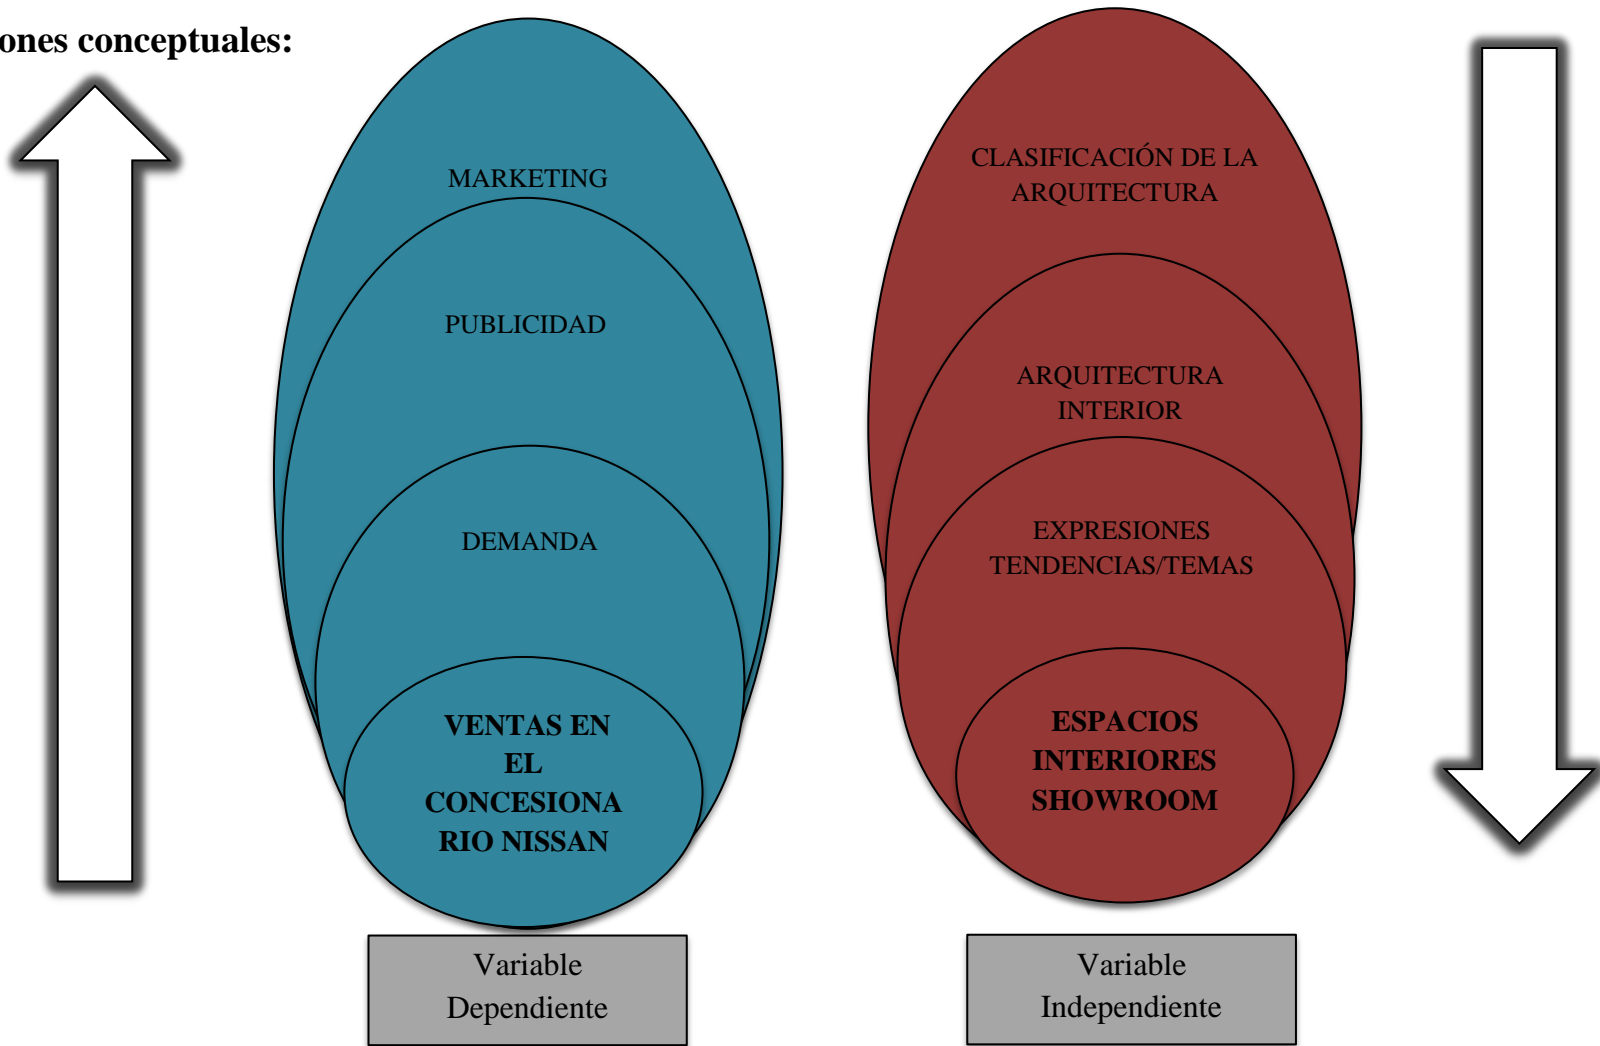 ones conceptuales:
MARKETING
PUBLICIDAD
DEMANDA
VENTAS EN
EL
CONCESIONA
RIO NISSAN
Variable
Dependiente
CLASIFICACIÓN DE LA
ARQUITECTURA
ARQUITECTURA
INTERIOR
EXPRESIONES
TENDENCIAS/TEMAS
ESPACIOS
INTERIORES
SHOWROOM
Variable
Independiente